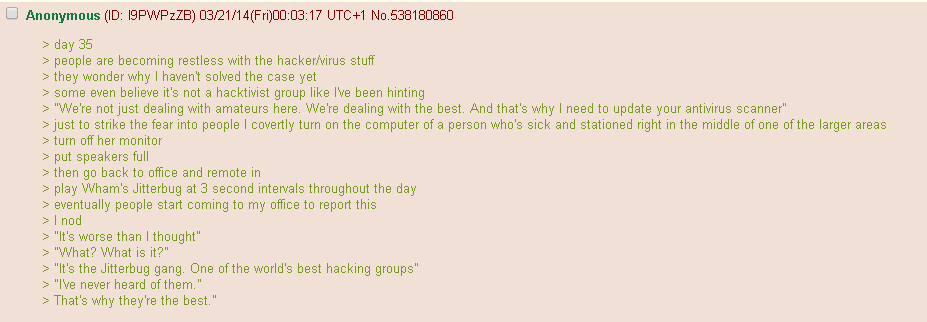 Anonymous (ID: I9PWPzZB) 03/21/14(Fri)00:03:17 UTC+1 No.538180860
> day 35
> people are becoming restless with the hacker/virus stuff
> they wonder why I haven't solved the case yet
> some even believe it's not a hacktivist group like I've been hinting
> "We're not just dealing with amateurs here. We're dealing with the best. And that's why I need to update your antivirus scanner"
> just to strike the fear into people I covertly turn on the computer of a person who's sick and stationed right in the middle of one of the larger areas
> turn off her monitor
> put speakers full
> then go back to office and remote in
> play Wham's Jitterbug at 3 second intervals throughout the day
> eventually people start coming to my office to report this
> I nod
> "It's worse than I thought"
> "What? What is it?"
> "It's the Jitterbug gang. One of the world's best hacking groups"
> "I've never heard of them."
> That's why they're the best."